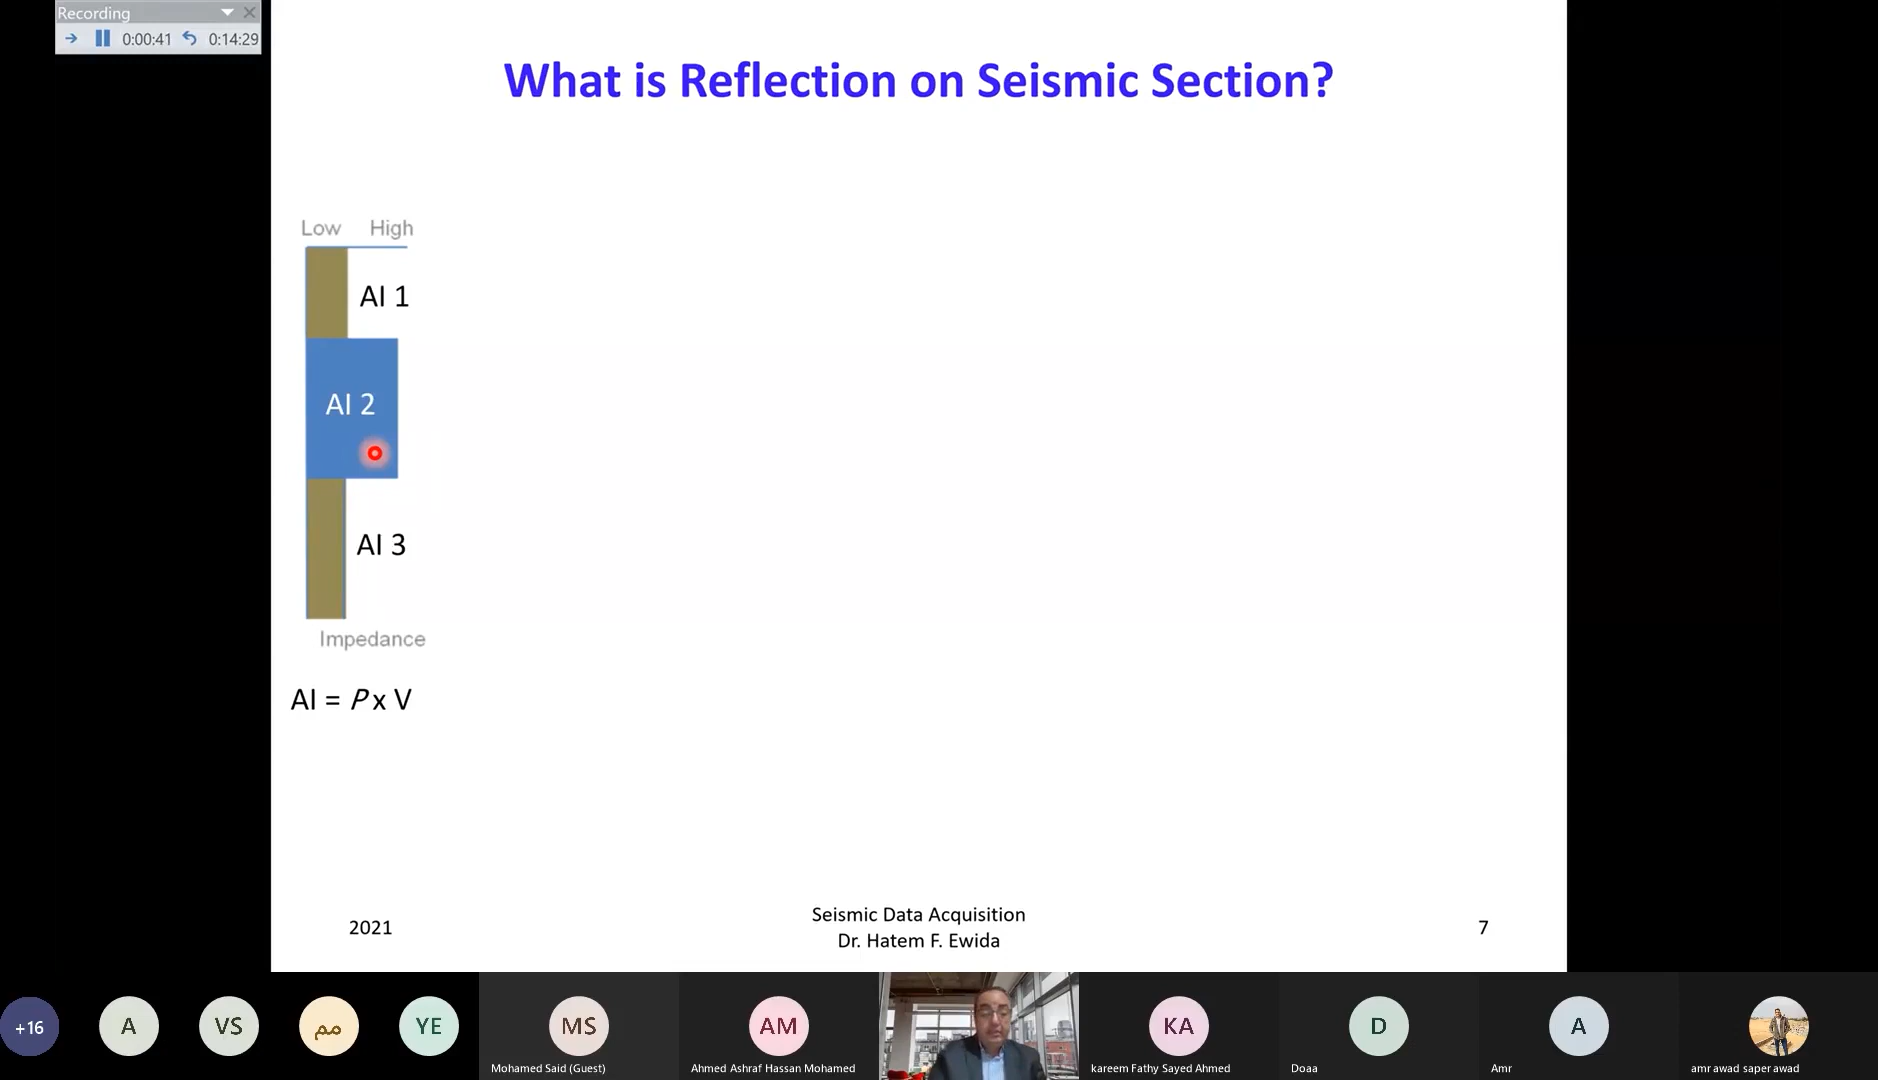 Recording
0:00:41 0:14:29
What is Reflection on Seismic Section?
Low High
AI 1
AI 2
AI 3
Impedance
AI = P x V
2021
Seismic Data Acquisition
Dr. Hatem F. Ewida
7
+16
A
VS
مم
YE
MS
Mohamed Said (Guest)
AM
Ahmed Ashraf Hassan Mohamed
KA
kareem Fathy Sayed Ahmed
D
Doaa
A
Amr
amr awad saper awad